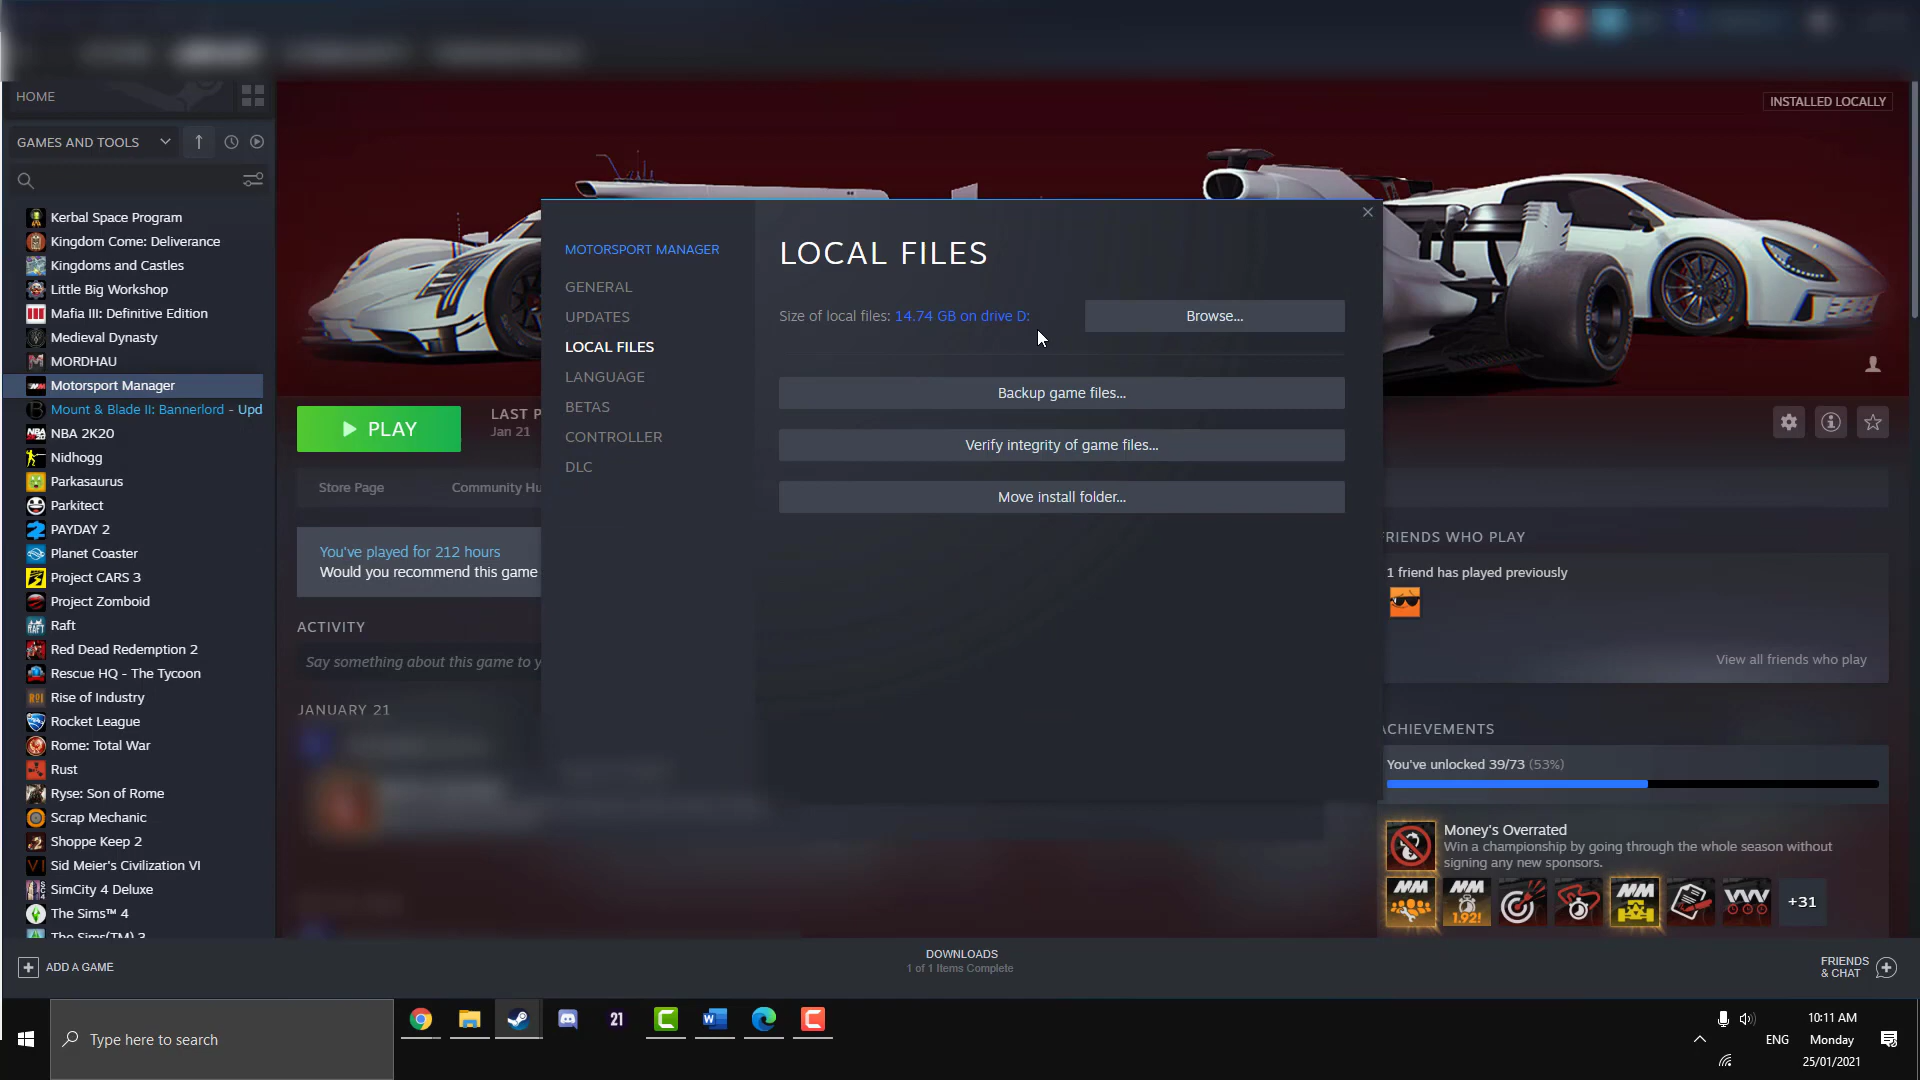 HOME
INSTALLED LOCALLY
GAMES AND TOOLS
Kerbal Space Program
Kingdom Come: Deliverance
Kingdoms and Castles
Little Big Workshop
Mafia III: Definitive Edition
Medieval Dynasty
MORDHAU
Motorsport Manager
Mount & Blade II: Bannerlord - Upd
NBA 2K20
Nidhogg
Parkasaurus
Parkitect
PAYDAY 2
Planet Coaster
Project CARS 3
Project Zomboid
Raft
Red Dead Redemption 2
Rescue HQ - The Tycoon
Rise of Industry
Rocket League
Rome: Total War
Rust
Ryse: Son of Rome
Scrap Mechanic
Shoppe Keep 2
Sid Meier's Civilization VI
SimCity 4 Deluxe
The Sims™ 4
The Sims(TM) 3
MOTORSPORT MANAGER
GENERAL
UPDATES
LOCAL FILES
LANGUAGE
BETAS
CONTROLLER
DLC
LOCAL FILES
Size of local files: 14.74 GB on drive D:
Browse...
Backup game files...
Verify integrity of game files...
Move install folder...
PLAY
LAST P
Jan 21
Store Page
Community Hu
You've played for 212 hours
Would you recommend this game
ACTIVITY
Say something about this game to y
JANUARY 21
RIENDS WHO PLAY
1 friend has played previously
View all friends who play
ACHIEVEMENTS
You've unlocked 39/73 (53%)
Money's Overrated
Win a championship by going through the whole season without
signing any new sponsors.
MM
MM
1.92!
MM
+31
ADD A GAME
DOWNLOADS
1 of 1 Items Complete
FRIENDS
& CHAT
Type here to search
21
ENG
10:11 AM
Monday
25/01/2021